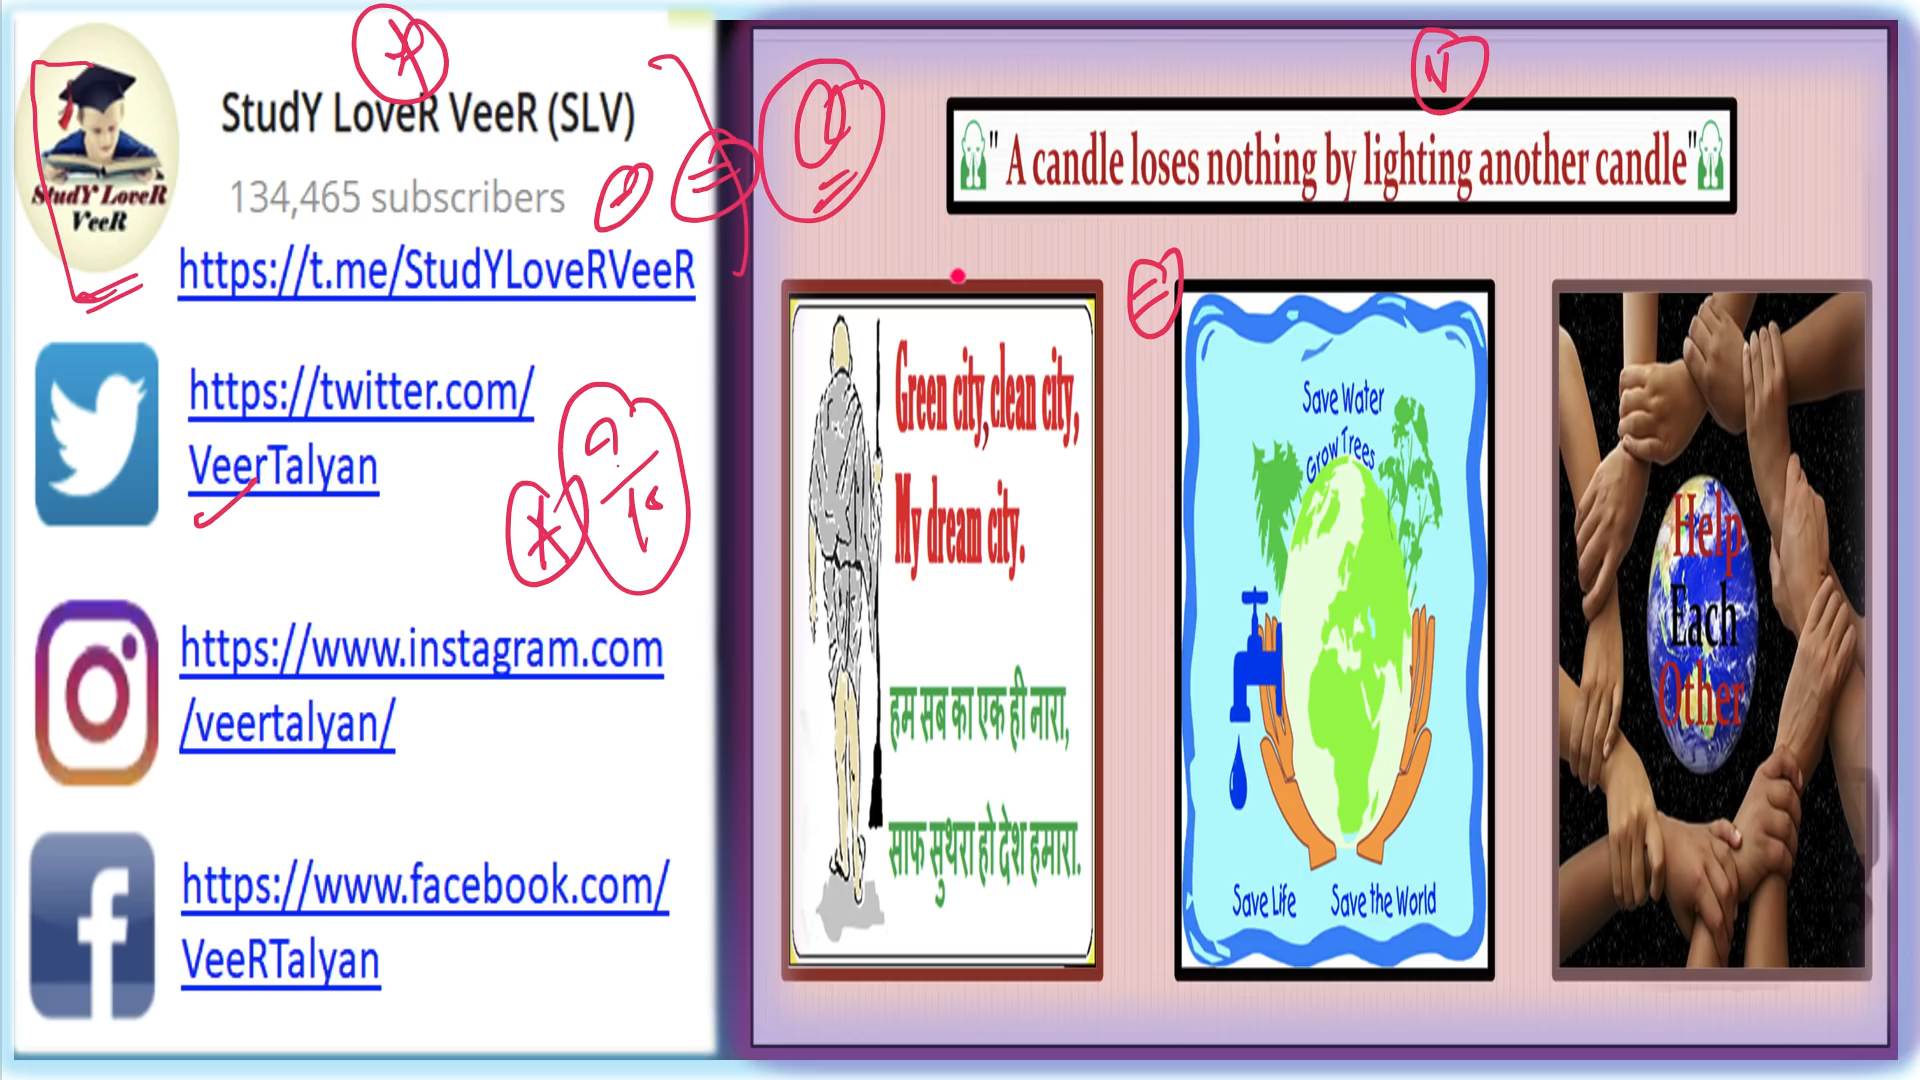 StudY LoveR VeeR (SLV)
134,465 subscribers
StudY LoveR
VeeR
https://t.me/StudYLoveRVeeR
https://twitter.com/
VeerTalyan
https://www.instagram.com
/veertalyan/
https://www.facebook.com/
VeeRTalyan
N
" A candle loses nothing by lighting another candle"
Green city,clean city,
My dream city.
हम सब का एक ही नारा,
साफ सुथरा हो देश हमारा.
Save Water
Grow Trees
Save Life Save the World
Help
Each
Other